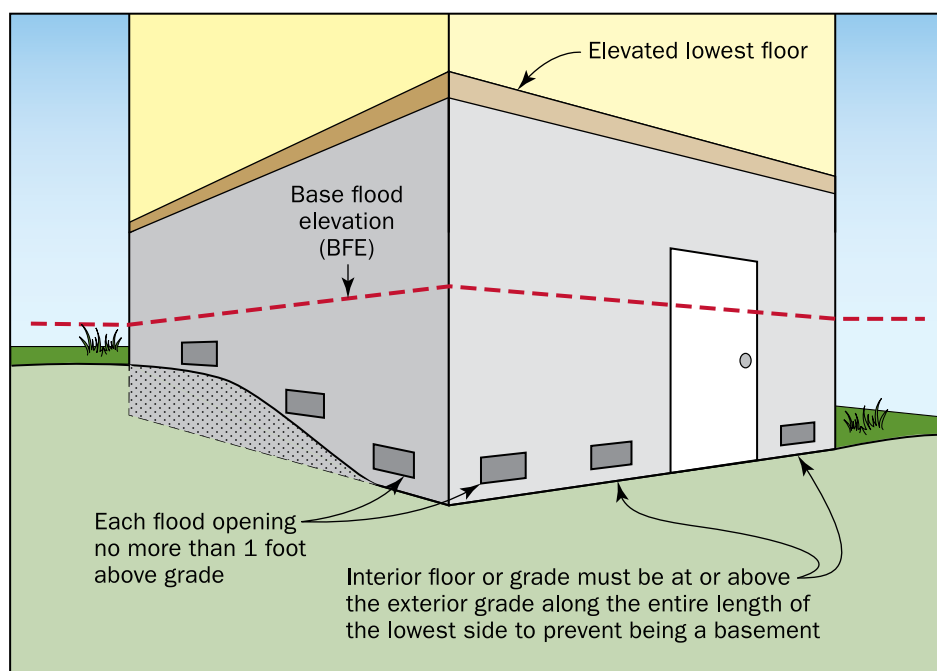 Elevated lowest floor
Base flood
elevation
(BFE)
Each flood opening
no more than 1 foot
above grade
Interior floor or grade must be at or above
the exterior grade along the entire length of
the lowest side to prevent being a basement